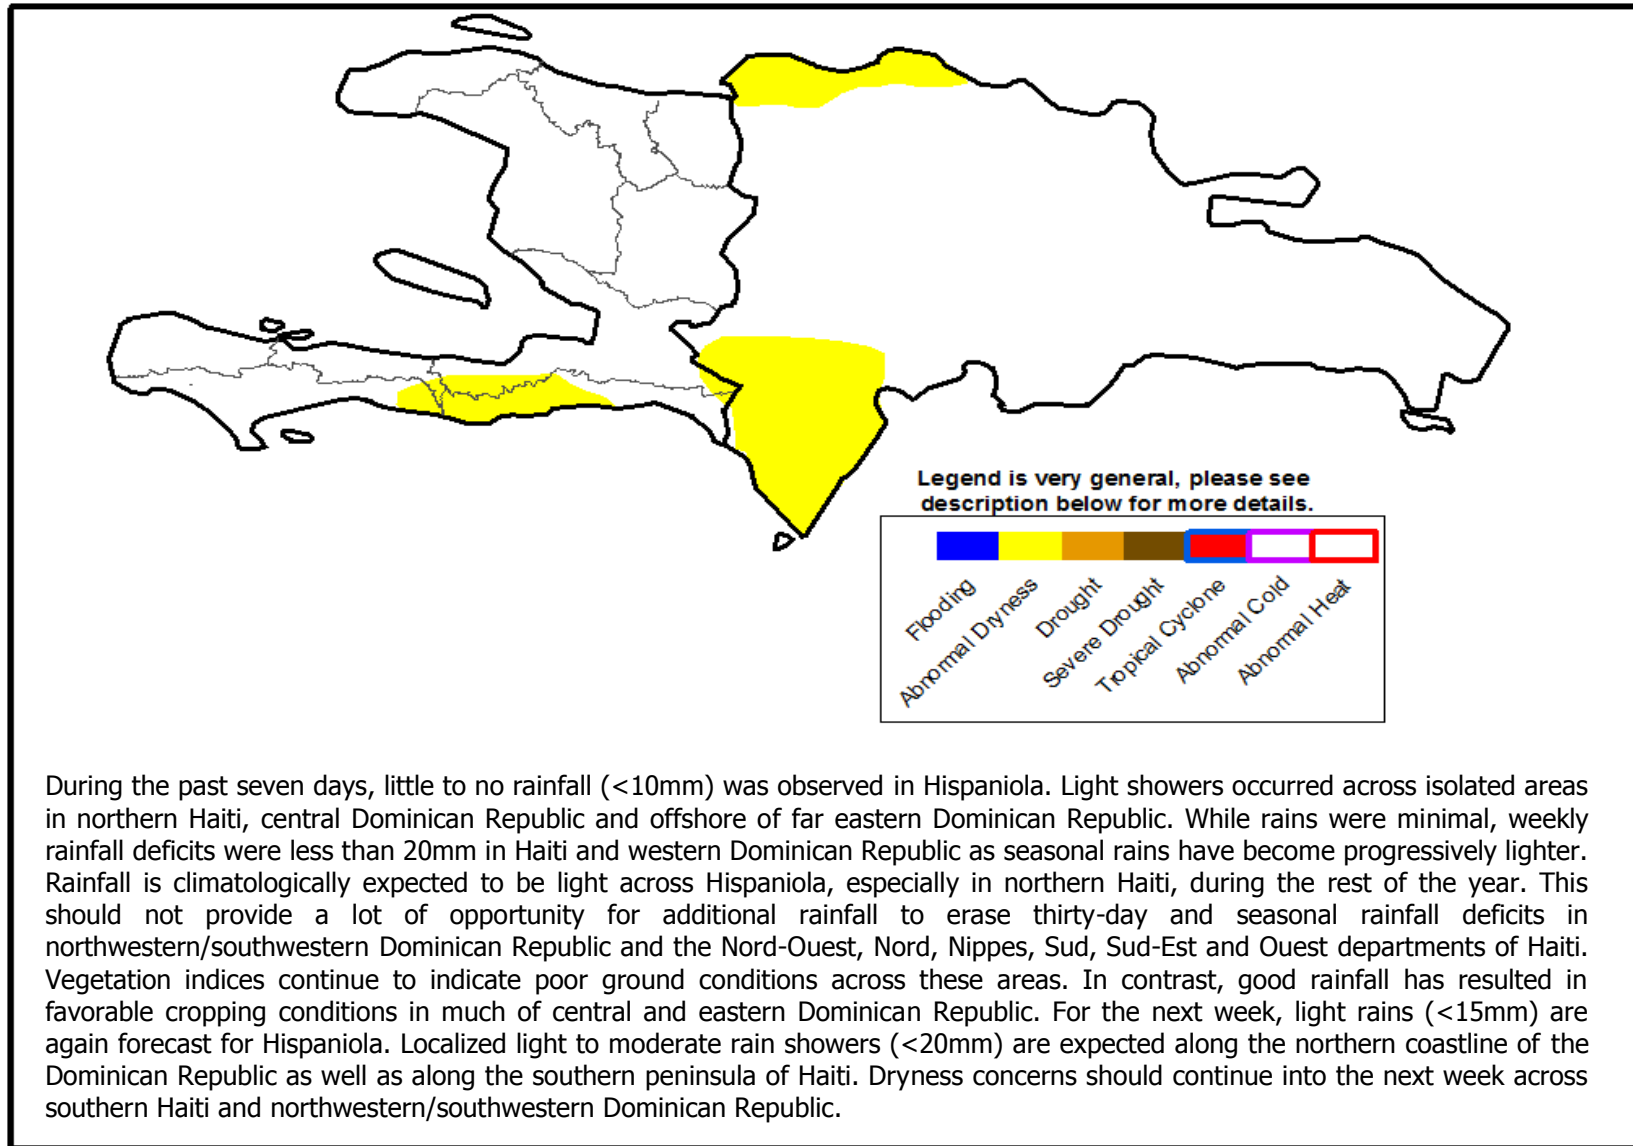 Legend is very general, please see
description below for more details.
Flooding
Abnormal Dryness
Drought
Severe Drought
Tropical Cyclone
Abnormal Cold
Abnormal Heat
During the past seven days, little to no rainfall (<10mm) was observed in Hispaniola. Light showers occurred across isolated areas
in northern Haiti, central Dominican Republic and offshore of far eastern Dominican Republic. While rains were minimal, weekly
rainfall deficits were less than 20mm in Haiti and western Dominican Republic as seasonal rains have become progressively lighter.
Rainfall is climatologically expected to be light across Hispaniola, especially in northern Haiti, during the rest of the year. This
should not provide a lot of opportunity for additional rainfall to erase thirty-day and seasonal rainfall deficits in
northwestern/southwestern Dominican Republic and the Nord-Ouest, Nord, Nippes, Sud, Sud-Est and Ouest departments of Haiti.
Vegetation indices continue to indicate poor ground conditions across these areas. In contrast, good rainfall has resulted in
favorable cropping conditions in much of central and eastern Dominican Republic. For the next week, light rains (<15mm) are
again forecast for Hispaniola. Localized light to moderate rain showers (<20mm) are expected along the northern coastline of the
Dominican Republic as well as along the southern peninsula of Haiti. Dryness concerns should continue into the next week across
southern Haiti and northwestern/southwestern Dominican Republic.